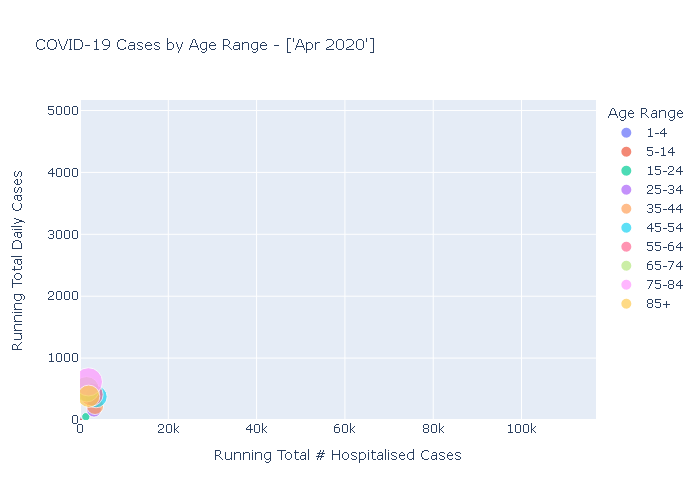 COVID-19 Cases by Age Range - ['Apr 2020']
Age Range
1-4
5-14
15-24
25-34
35-44
45-54
55-64
65-74
75-84
85+
5000
4000
3000
2000
1000
0
0
20k
40k
60k
80k
100k
Running Total Daily Cases
Running Total # Hospitalised Cases